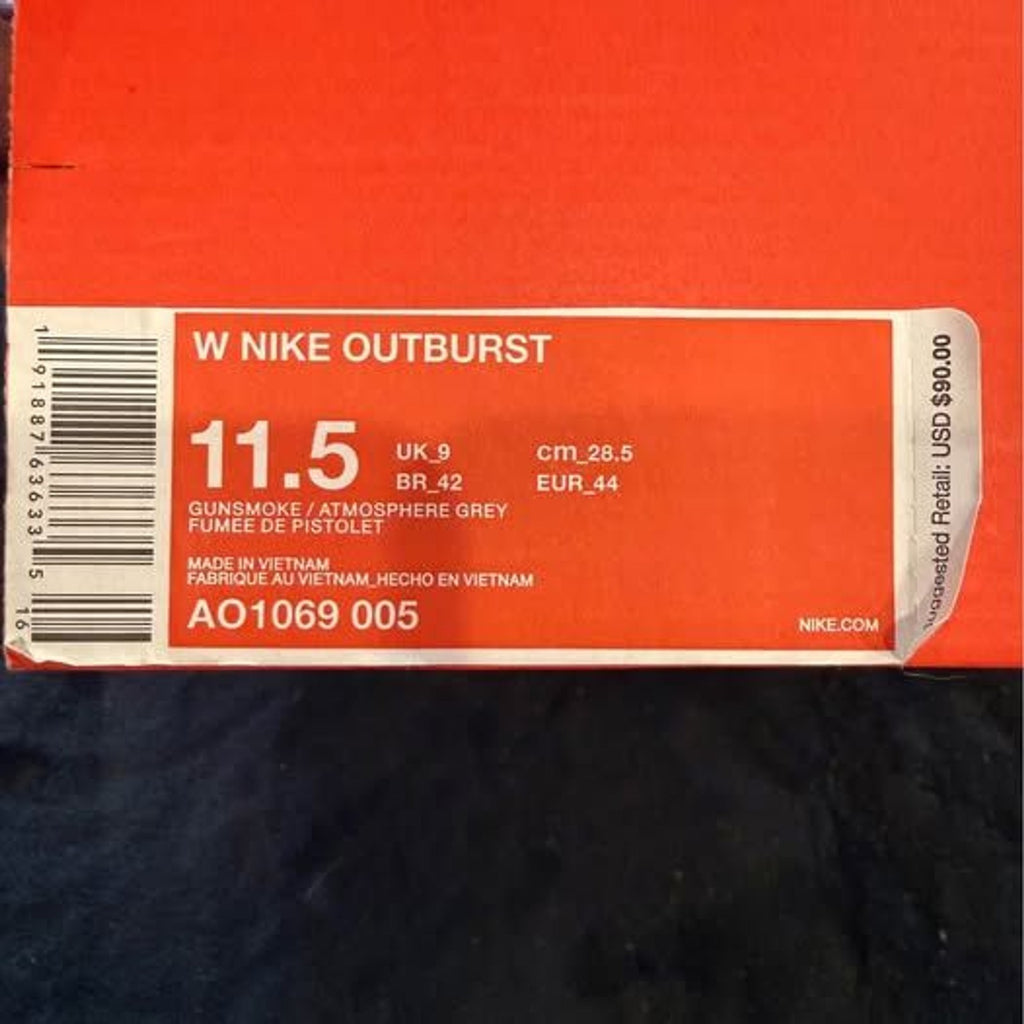 W NIKE OUTBURST
11.5 UK_9 cm_28.5
BR_42 EUR_44
GUNSMOKE / ATMOSPHERE GREY
FUMEE DE PISTOLET
MADE IN VIETNAM
FABRIQUE AU VIETNAM_HECHO EN VIETNAM
AO1069 005
NIKE.COM
1 91887 63633 5
16
Suggested Retail: USD $90.00